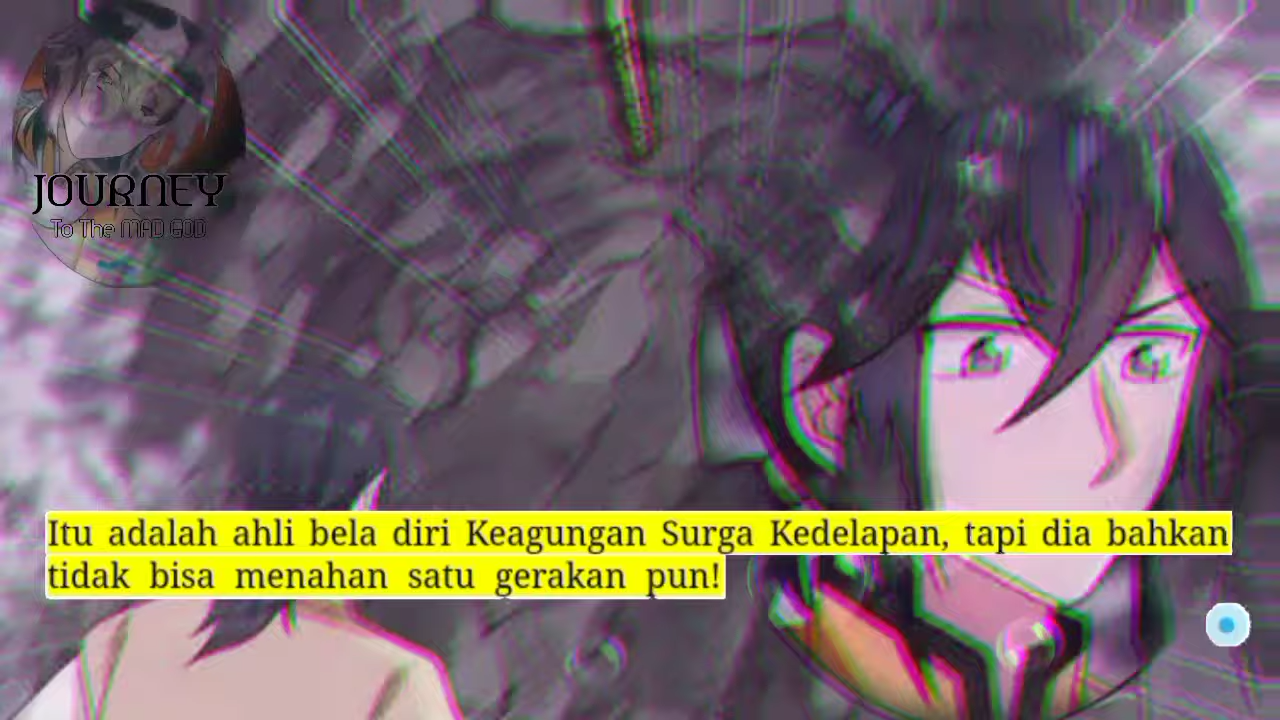 JOURNEY
To The MAD GOD
Itu adalah ahli bela diri Keagungan Surga Kedelapan, tapi dia bahkan
tidak bisa menahan satu gerakan pun!